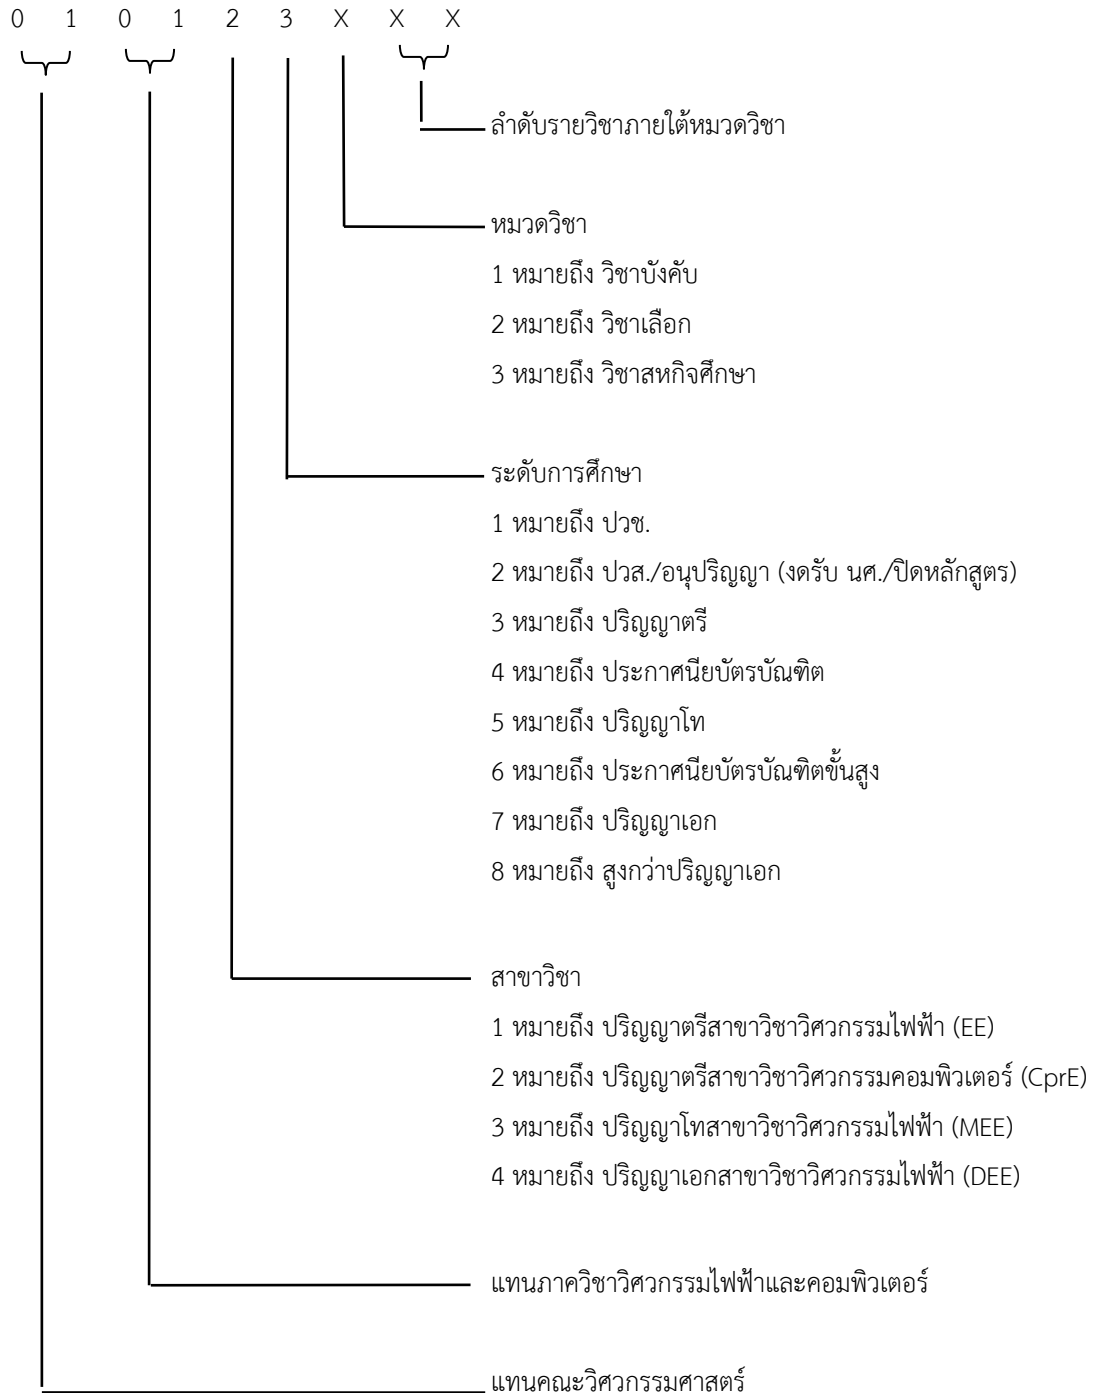 0 1 0 1 2 3 X X X
ลำดับรายวิชาภายใต้หมวดวิชา
หมวดวิชา
1 หมายถึง วิชาบังคับ
2 หมายถึง วิชาเลือก
3 หมายถึง วิชาสหกิจศึกษา
ระดับการศึกษา
1 หมายถึง ปวช.
2 หมายถึง ปวส./อนุปริญญา (งดรับ นศ./ปิดหลักสูตร)
3 หมายถึง ปริญญาตรี
4 หมายถึง ประกาศนียบัตรบัณฑิต
5 หมายถึง ปริญญาโท
6 หมายถึง ประกาศนียบัตรบัณฑิตขั้นสูง
7 หมายถึง ปริญญาเอก
8 หมายถึง สูงกว่าปริญญาเอก
สาขาวิชา
1 หมายถึง ปริญญาตรีสาขาวิชาวิศวกรรมไฟฟ้า (EE)
2 หมายถึง ปริญญาตรีสาขาวิชาวิศวกรรมคอมพิวเตอร์ (CprE)
3 หมายถึง ปริญญาโทสาขาวิชาวิศวกรรมไฟฟ้า (MEE)
4 หมายถึง ปริญญาเอกสาขาวิชาวิศวกรรมไฟฟ้า (DEE)
แทนภาควิชาวิศวกรรมไฟฟ้าและคอมพิวเตอร์
แทนคณะวิศวกรรมศาสตร์